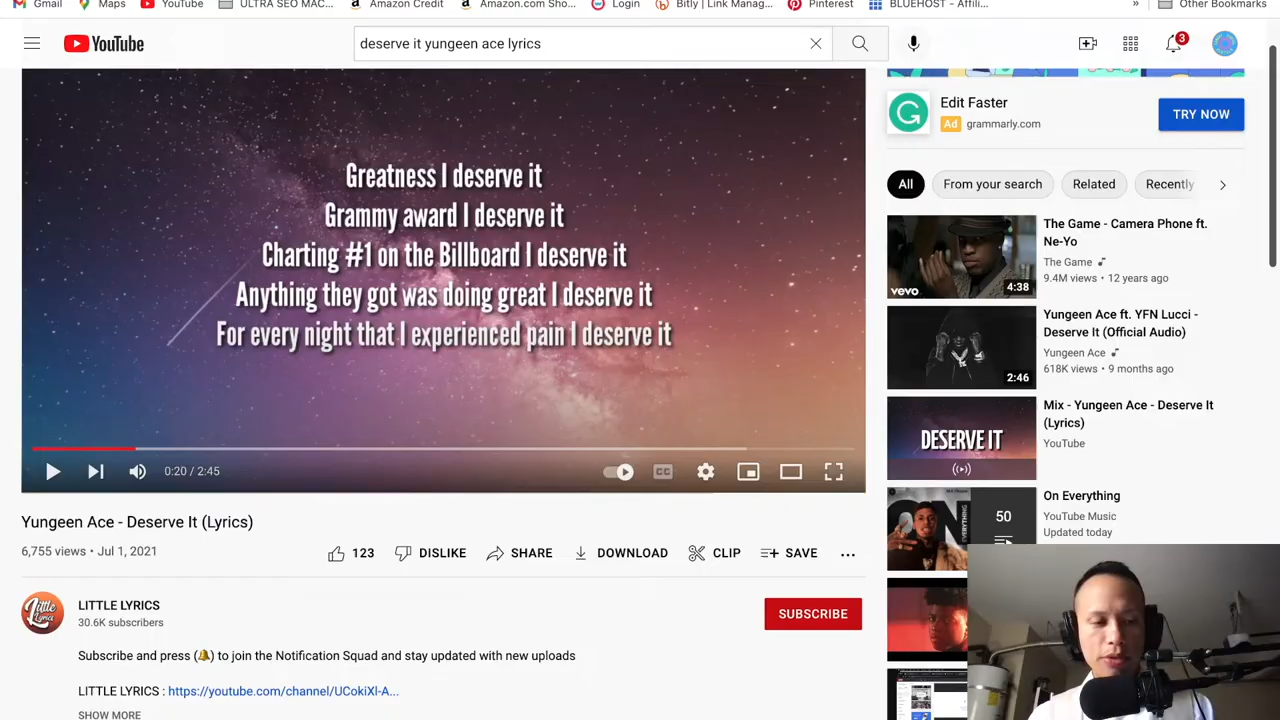 Gmail
Maps
YouTube
ULTRA SEO MAC...
Amazon Credit
Amazon.com Sho...
Login
Bitly | Link Manag...
Pinterest
BLUEHOST - Affili...
»
Other Bookmarks
YouTube
deserve it yungeen ace lyrics
3
Greatness I deserve it
Grammy award I deserve it
Charting #1 on the Billboard I deserve it
Anything they got was doing great I deserve it
For every night that I experienced pain I deserve it
0:20 / 2:45
CC
Yungeen Ace - Deserve It (Lyrics)
6,755 views • Jul 1, 2021
123
DISLIKE
SHARE
DOWNLOAD
CLIP
SAVE
...
Little Lyrics
LITTLE LYRICS
30.6K subscribers
SUBSCRIBE
Subscribe and press (🔔) to join the Notification Squad and stay updated with new uploads
LITTLE LYRICS : https://youtube.com/channel/UCokiXl-A...
SHOW MORE
Edit Faster
Ad grammarly.com
TRY NOW
All
From your search
Related
Recently
vevo
4:38
The Game - Camera Phone ft.
Ne-Yo
The Game
9.4M views • 12 years ago
2:46
Yungeen Ace ft. YFN Lucci -
Deserve It (Official Audio)
Yungeen Ace
618K views • 9 months ago
DESERVE IT
Mix - Yungeen Ace - Deserve It
(Lyrics)
YouTube
50
On Everything
YouTube Music
Updated today